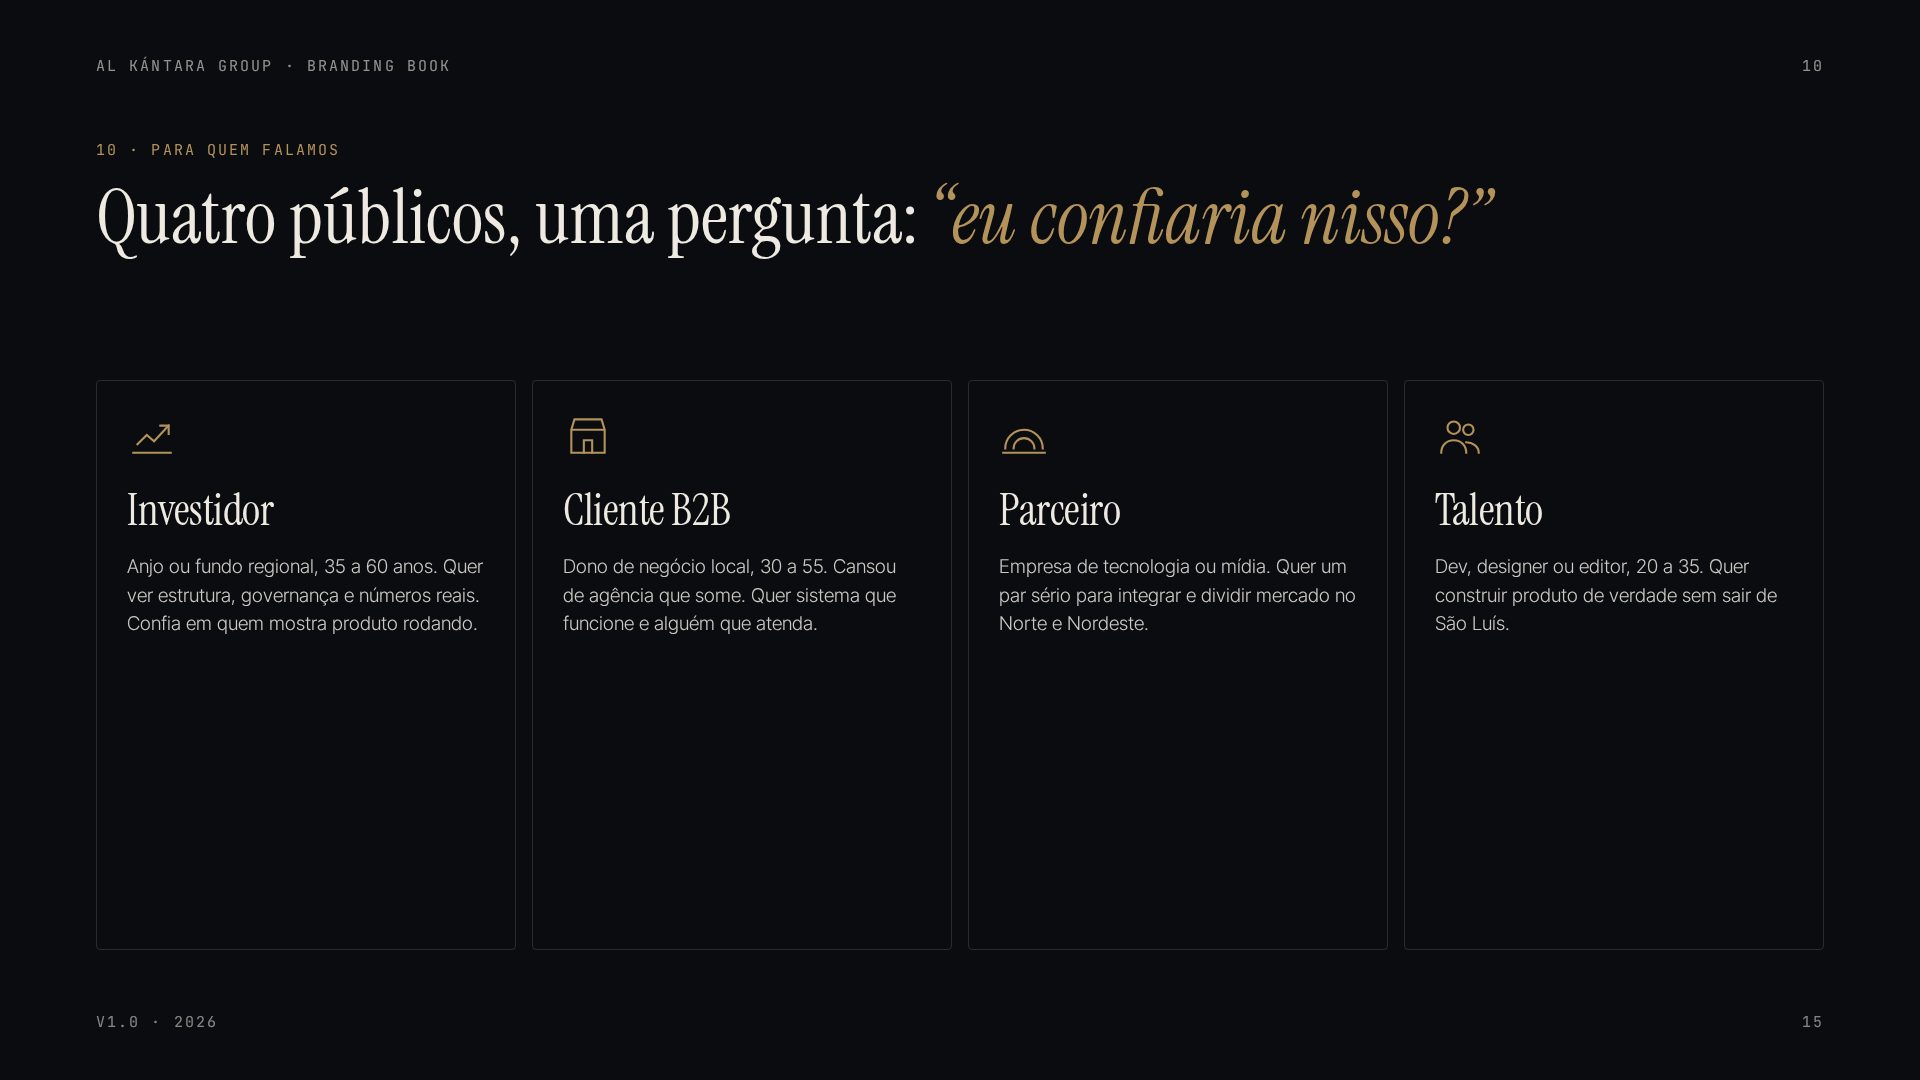 AL KÁNTARA GROUP · BRANDING BOOK
10
10 · PARA QUEM FALAMOS
Quatro públicos, uma pergunta: “eu confiaria nisso?”
Investidor
Anjo ou fundo regional, 35 a 60 anos. Quer
ver estrutura, governança e números reais.
Confia em quem mostra produto rodando.
Cliente B2B
Dono de negócio local, 30 a 55. Cansou
de agência que some. Quer sistema que
funcione e alguém que atenda.
Parceiro
Empresa de tecnologia ou mídia. Quer um
par sério para integrar e dividir mercado no
Norte e Nordeste.
Talento
Dev, designer ou editor, 20 a 35. Quer
construir produto de verdade sem sair de
São Luís.
V1.0 · 2026
15